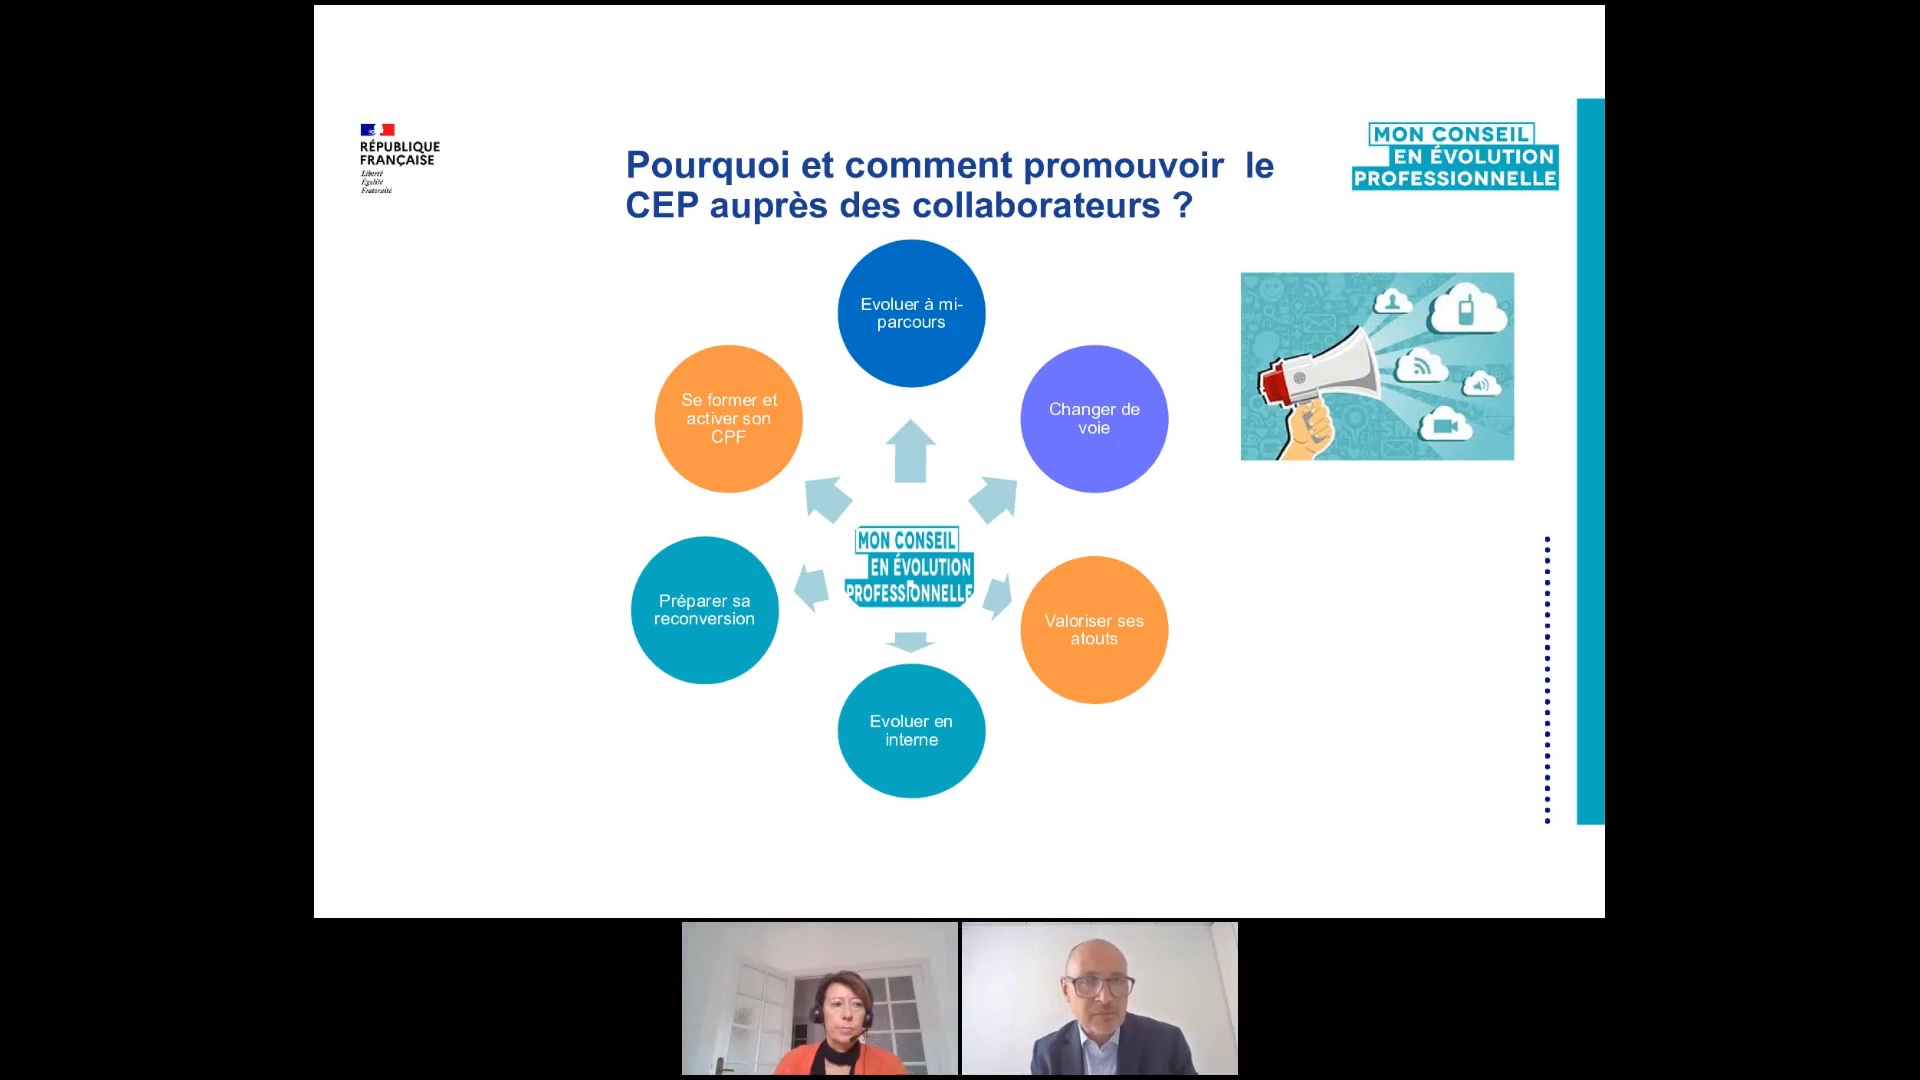 RÉPUBLIQUE
FRANÇAISE
Liberté
Égalité
Fraternité
Pourquoi et comment promouvoir le
CEP auprès des collaborateurs ?
MON CONSEIL
EN ÉVOLUTION
PROFESSIONNELLE
Evoluer à mi-
parcours
Se former et
activer son
CPF
Changer de
voie
MON CONSEIL
EN ÉVOLUTION
PROFESSIONNELLE
Préparer sa
reconversion
Valoriser ses
atouts
Evoluer en
interne